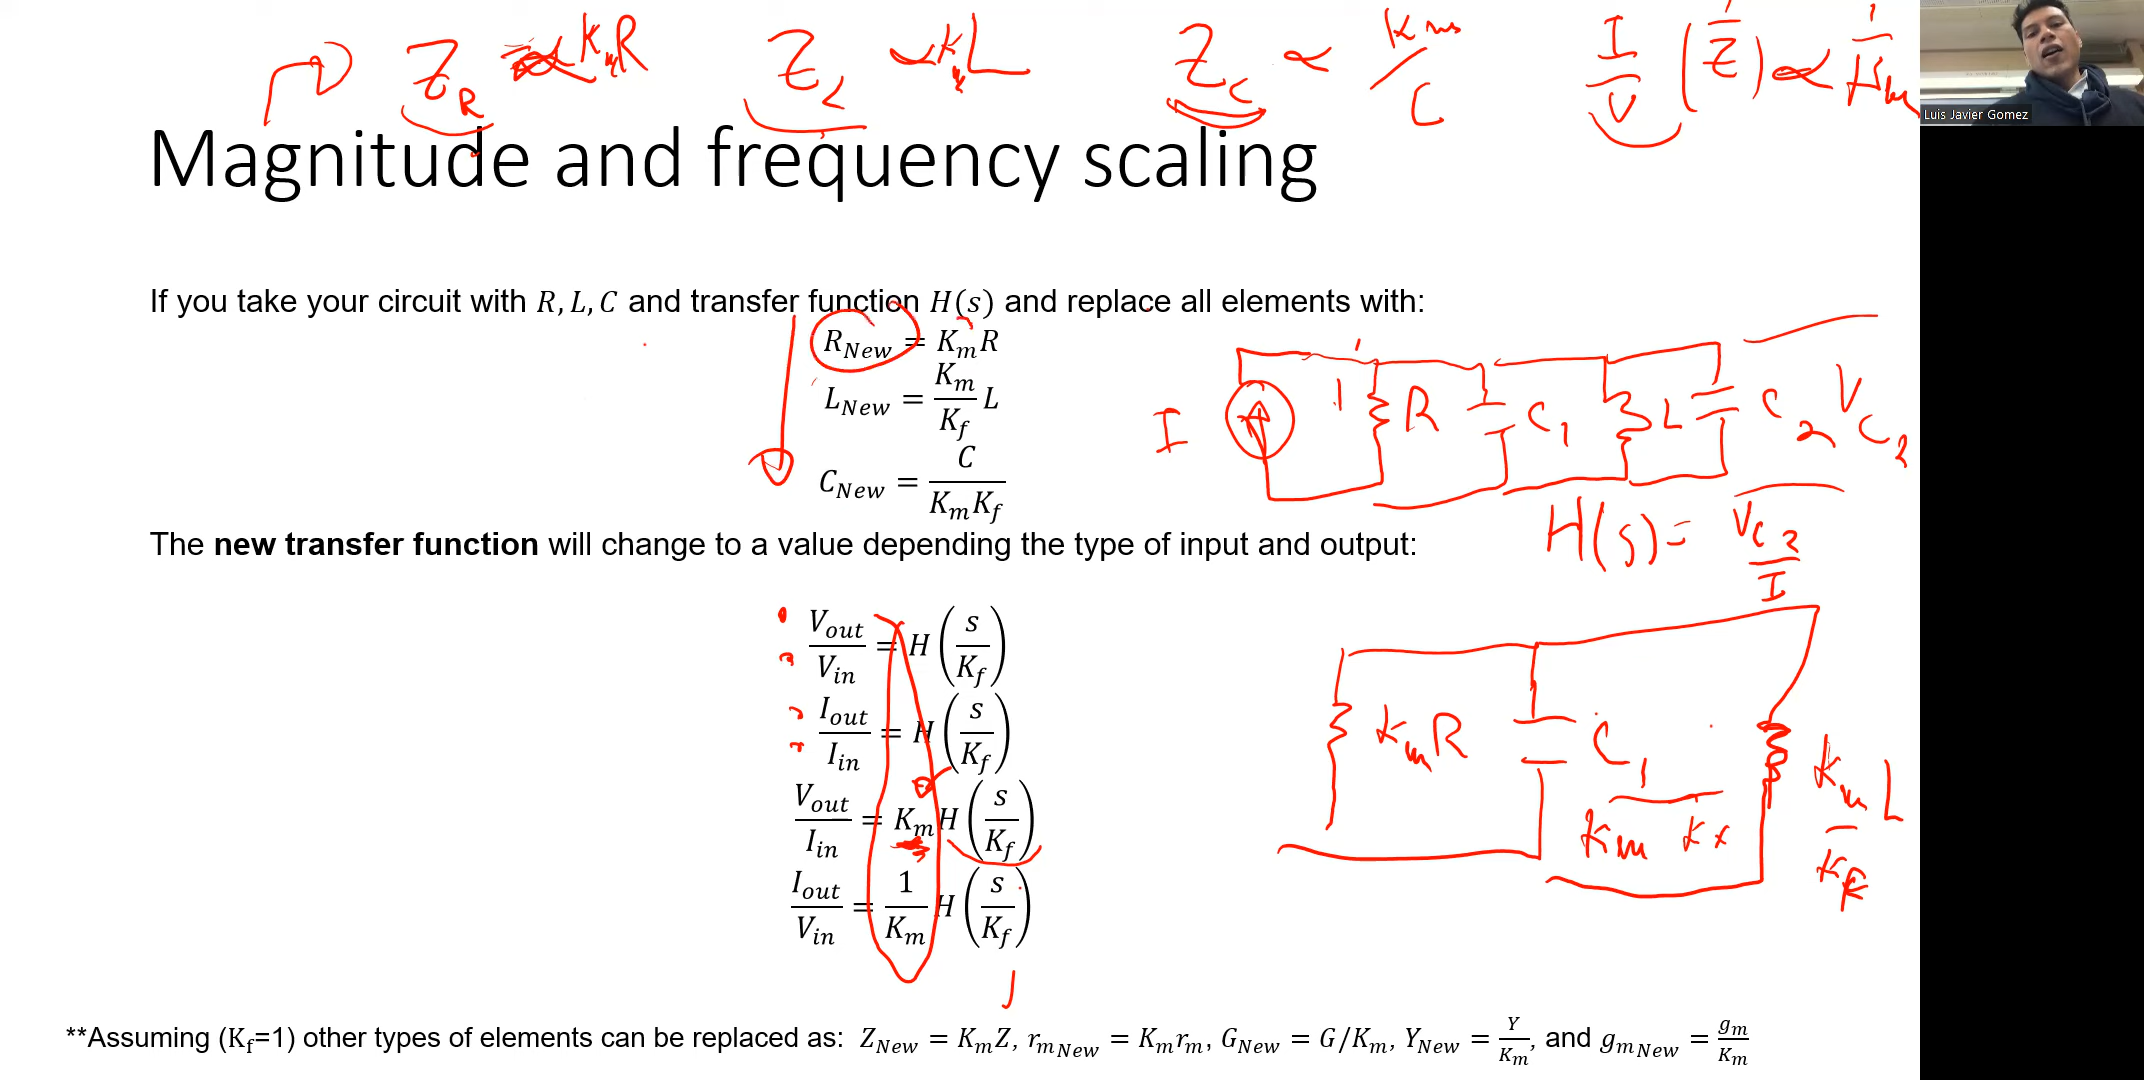 Z_R ∝ K_m R   Z_L ∝ K_m L   Z_C ∝ K_m / C   I/V (1/Z) ∝ 1/K_m
Luis Javier Gomez
Magnitude and frequency scaling
If you take your circuit with R, L, C and transfer function H(s) and replace all elements with:
R_New = K_m R
L_New = K_m/K_f L
C_New = C/(K_m K_f)
I R C_1 L C_2 V_C2
The new transfer function will change to a value depending the type of input and output:
H(s) = V_C2 / I
V_out/V_in = H(s/K_f)
I_out/I_in = H(s/K_f)
V_out/I_in = K_m H(s/K_f)
I_out/V_in = 1/K_m H(s/K_f)
K_m R   C_1 / K_m K_f   K_m L / K_f
**Assuming (K_f=1) other types of elements can be replaced as: Z_New = K_m Z, r_mNew = K_m r_m, G_New = G/K_m, Y_New = Y/K_m, and g_mNew = g_m/K_m